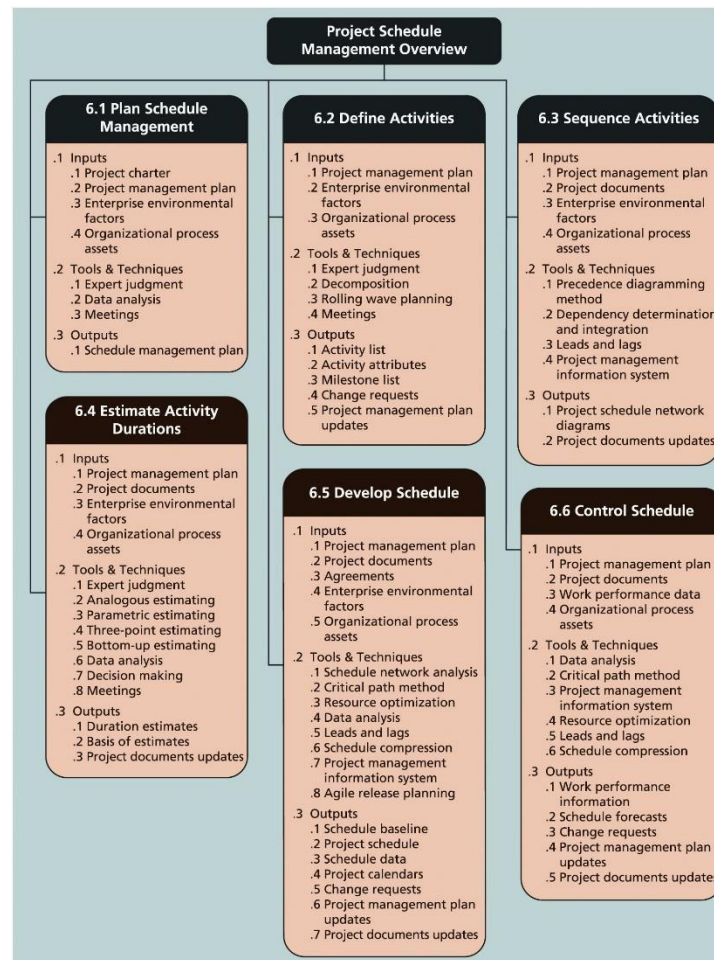 Project Schedule
Management Overview
6.1 Plan Schedule
Management
.1 Inputs
.1 Project charter
.2 Project management plan
.3 Enterprise environmental
factors
.4 Organizational process
assets
.2 Tools & Techniques
.1 Expert judgment
.2 Data analysis
.3 Meetings
.3 Outputs
.1 Schedule management plan
6.2 Define Activities
.1 Inputs
.1 Project management plan
.2 Enterprise environmental
factors
.3 Organizational process
assets
.2 Tools & Techniques
.1 Expert judgment
.2 Decomposition
.3 Rolling wave planning
.4 Meetings
.3 Outputs
.1 Activity list
.2 Activity attributes
.3 Milestone list
.4 Change requests
.5 Project management plan
updates
6.3 Sequence Activities
.1 Inputs
.1 Project management plan
.2 Project documents
.3 Enterprise environmental
factors
.4 Organizational process
assets
.2 Tools & Techniques
.1 Precedence diagramming
method
.2 Dependency determination
and integration
.3 Leads and lags
.4 Project management
information system
.3 Outputs
.1 Project schedule network
diagrams
.2 Project documents updates
6.4 Estimate Activity
Durations
.1 Inputs
.1 Project management plan
.2 Project documents
.3 Enterprise environmental
factors
.4 Organizational process
assets
.2 Tools & Techniques
.1 Expert judgment
.2 Analogous estimating
.3 Parametric estimating
.4 Three-point estimating
.5 Bottom-up estimating
.6 Data analysis
.7 Decision making
.8 Meetings
.3 Outputs
.1 Duration estimates
.2 Basis of estimates
.3 Project documents updates
6.5 Develop Schedule
.1 Inputs
.1 Project management plan
.2 Project documents
.3 Agreements
.4 Enterprise environmental
factors
.5 Organizational process
assets
.2 Tools & Techniques
.1 Schedule network analysis
.2 Critical path method
.3 Resource optimization
.4 Data analysis
.5 Leads and lags
.6 Schedule compression
.7 Project management
information system
.8 Agile release planning
.3 Outputs
.1 Schedule baseline
.2 Project schedule
.3 Schedule data
.4 Project calendars
.5 Change requests
.6 Project management plan
updates
.7 Project documents updates
6.6 Control Schedule
.1 Inputs
.1 Project management plan
.2 Project documents
.3 Work performance data
.4 Organizational process
assets
.2 Tools & Techniques
.1 Data analysis
.2 Critical path method
.3 Project management
information system
.4 Resource optimization
.5 Leads and lags
.6 Schedule compression
.3 Outputs
.1 Work performance
information
.2 Schedule forecasts
.3 Change requests
.4 Project management plan
updates
.5 Project documents updates